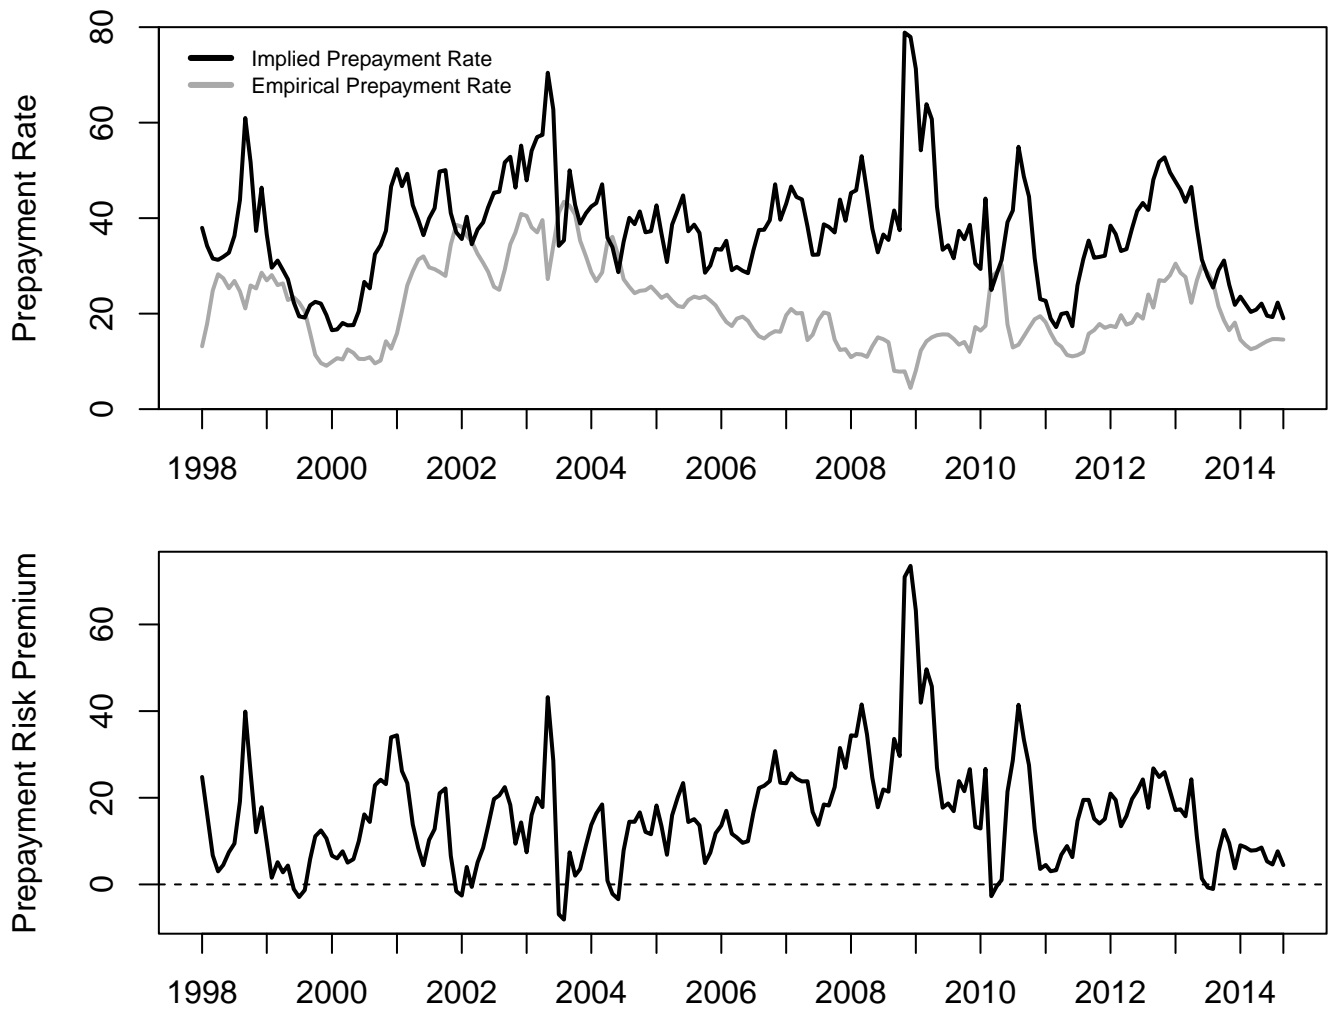 Prepayment Rate
80
60
40
20
0
Implied Prepayment Rate
Empirical Prepayment Rate
1998 2000 2002 2004 2006 2008 2010 2012 2014
Prepayment Risk Premium
60
40
20
0
1998 2000 2002 2004 2006 2008 2010 2012 2014